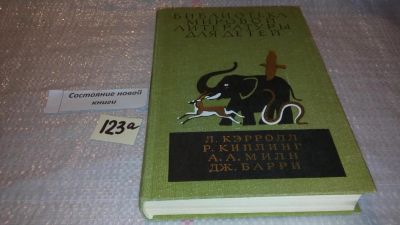 БИБЛИОТЕКА
МИРОВОЙ
ЛИТЕРАТУРЫ
ДЛЯ ДЕТЕЙ
Состояние новой
книги
123а
Л. КЭРРОЛЛ
Р. КИПЛИНГ
А. А. МИЛН
ДЖ. БАРРИ